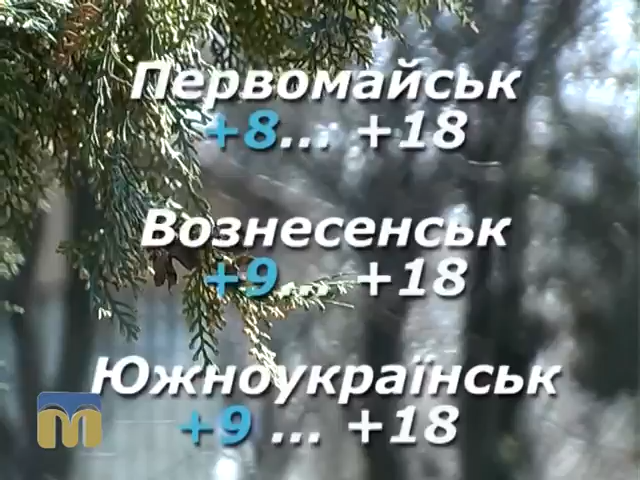 Первомайськ
+8... +18
Вознесенськ
+9... +18
Южноукраїнськ
+9 ... +18
m